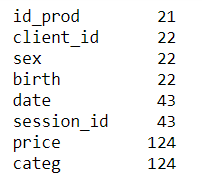 id_prod 21
client_id 22
sex 22
birth 22
date 43
session_id 43
price 124
categ 124